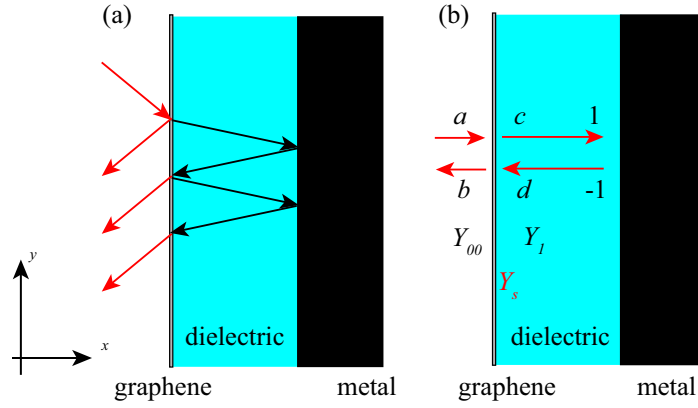 (a)
y
x
dielectric
graphene
metal
(b)
a
c
1
b
d
-1
Y00
Y1
Ys
dielectric
graphene
metal